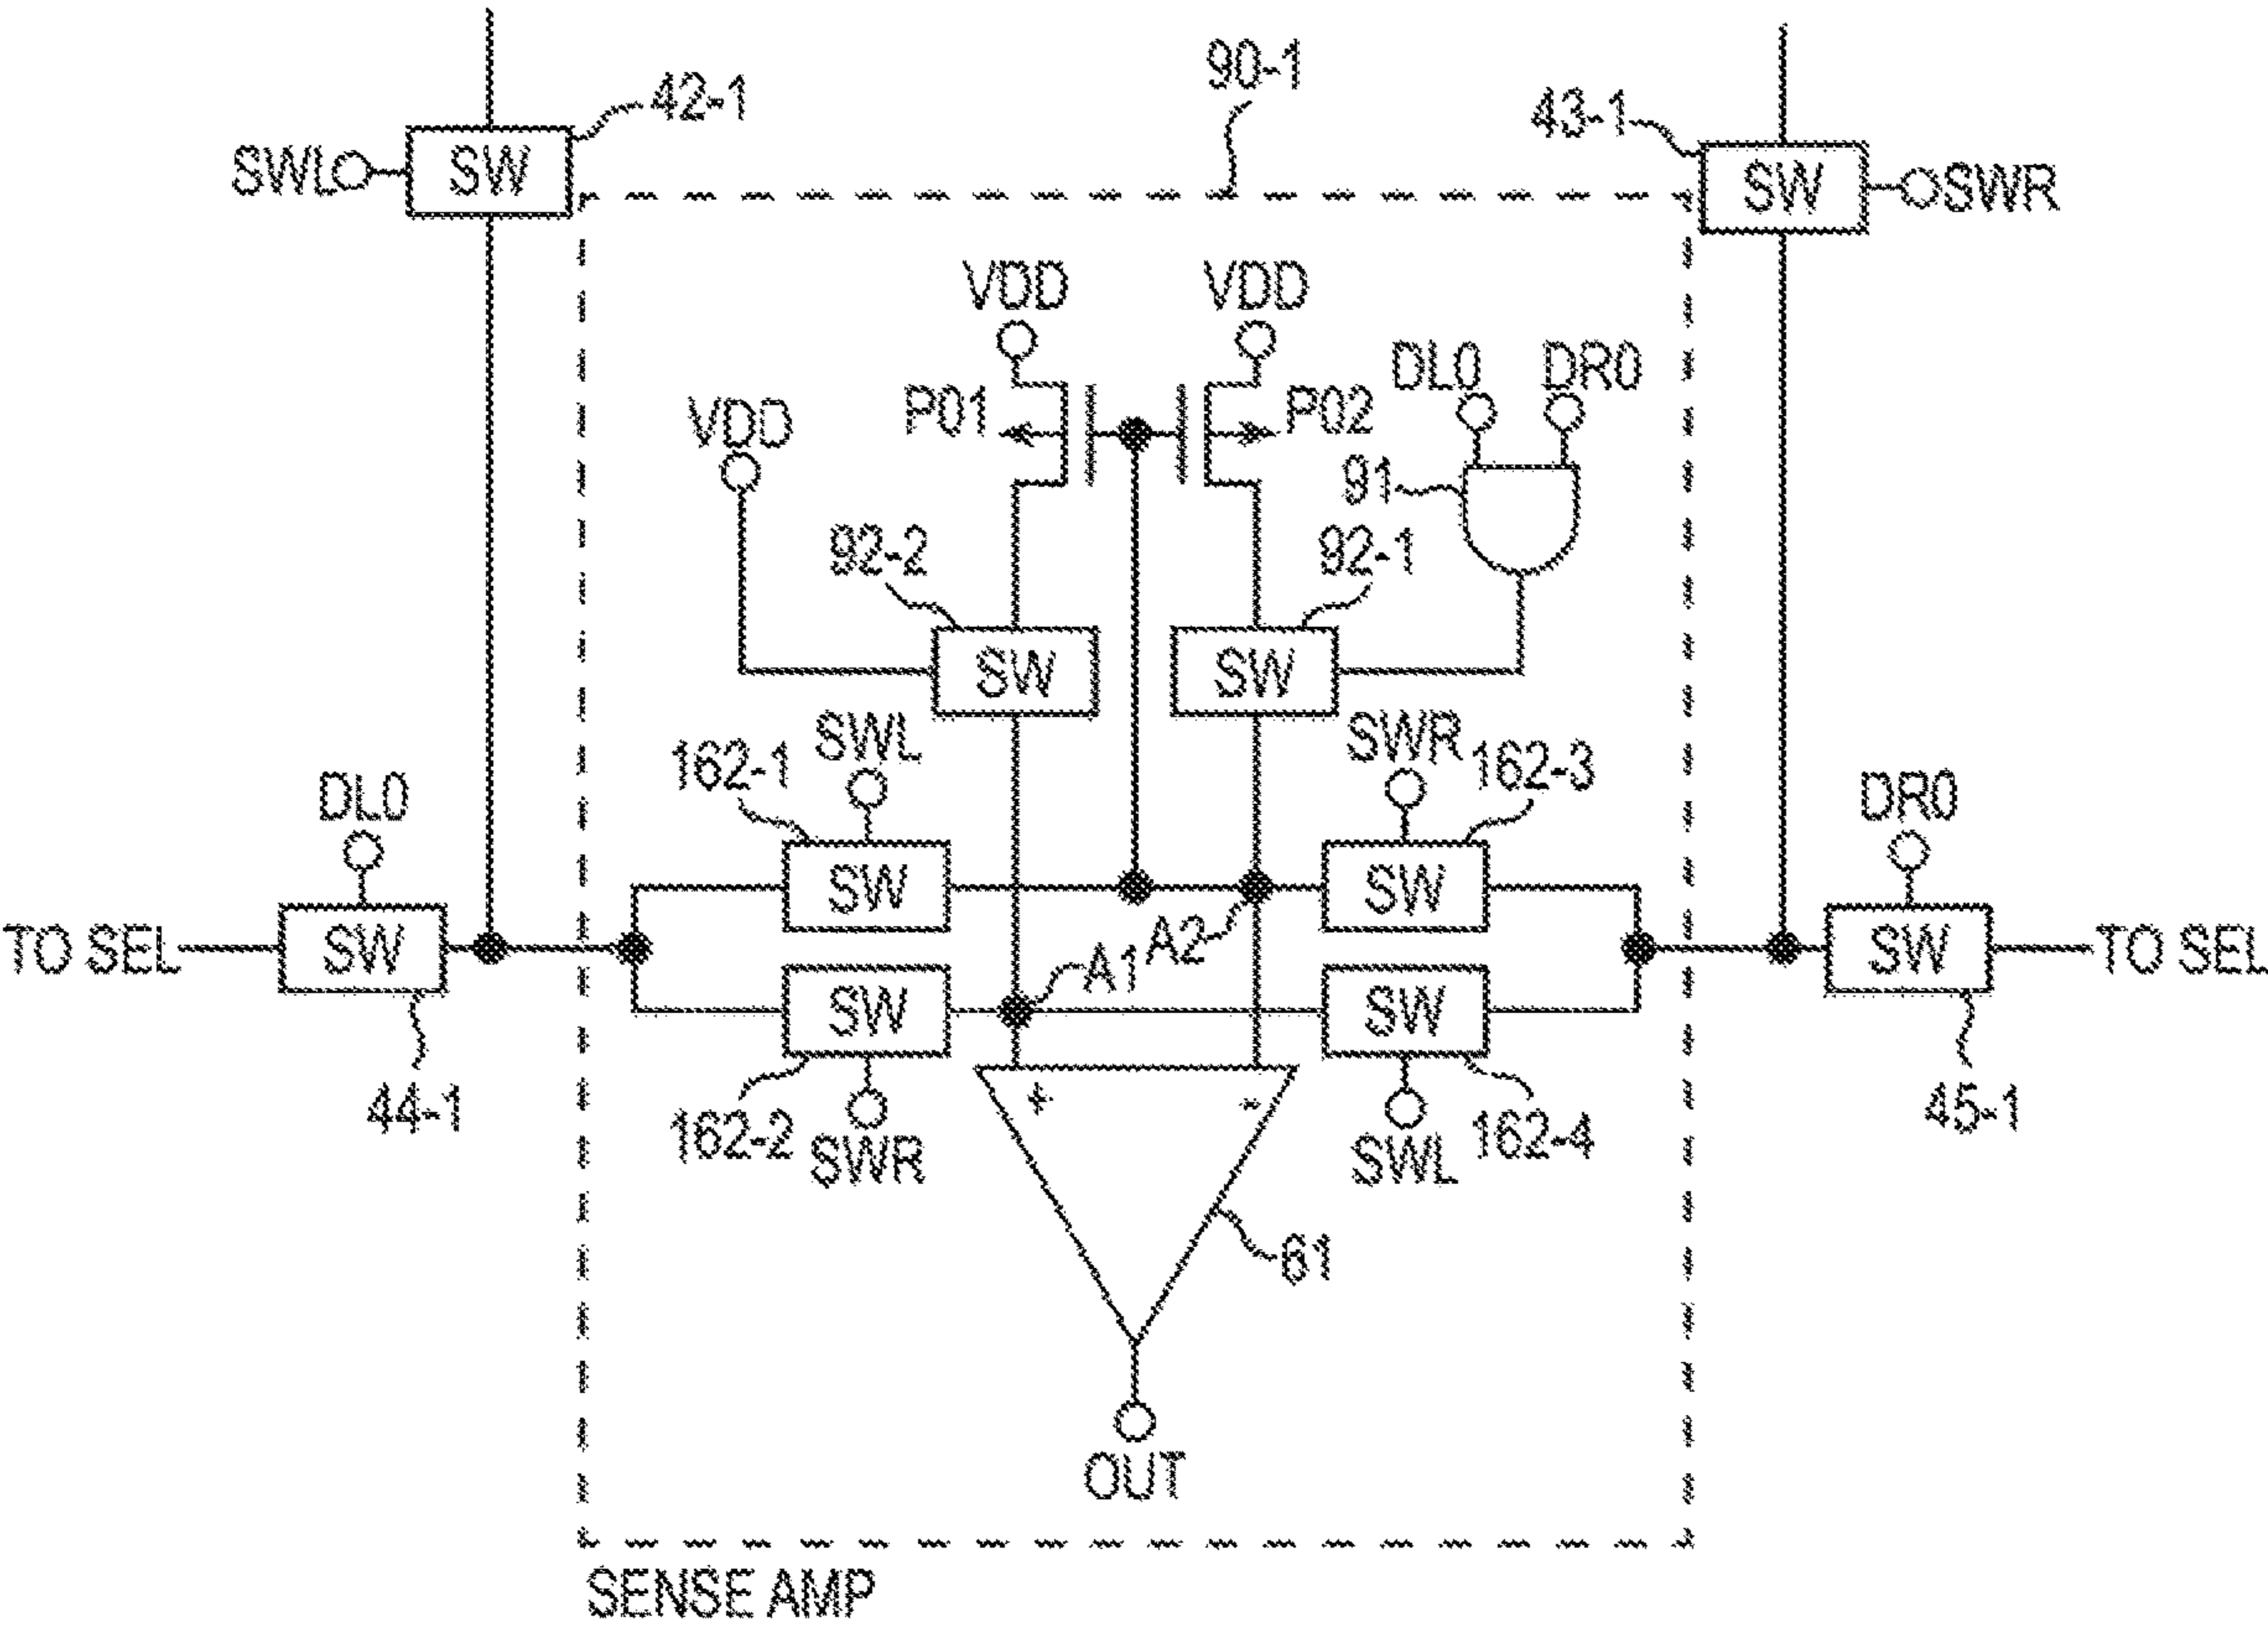 90-1
42-1
43-1
SWL
SW
SW
SWR
VDD
VDD
DL0
DR0
VDD
P01
P02
91
92-2
92-1
SW
SW
SWL
SWR
162-1
162-3
DL0
DR0
SW
SW
TO SEL
SW
A1
A2
SW
TO SEL
SW
SW
+
-
44-1
162-2
SWR
SWL
162-4
45-1
61
OUT
SENSE AMP